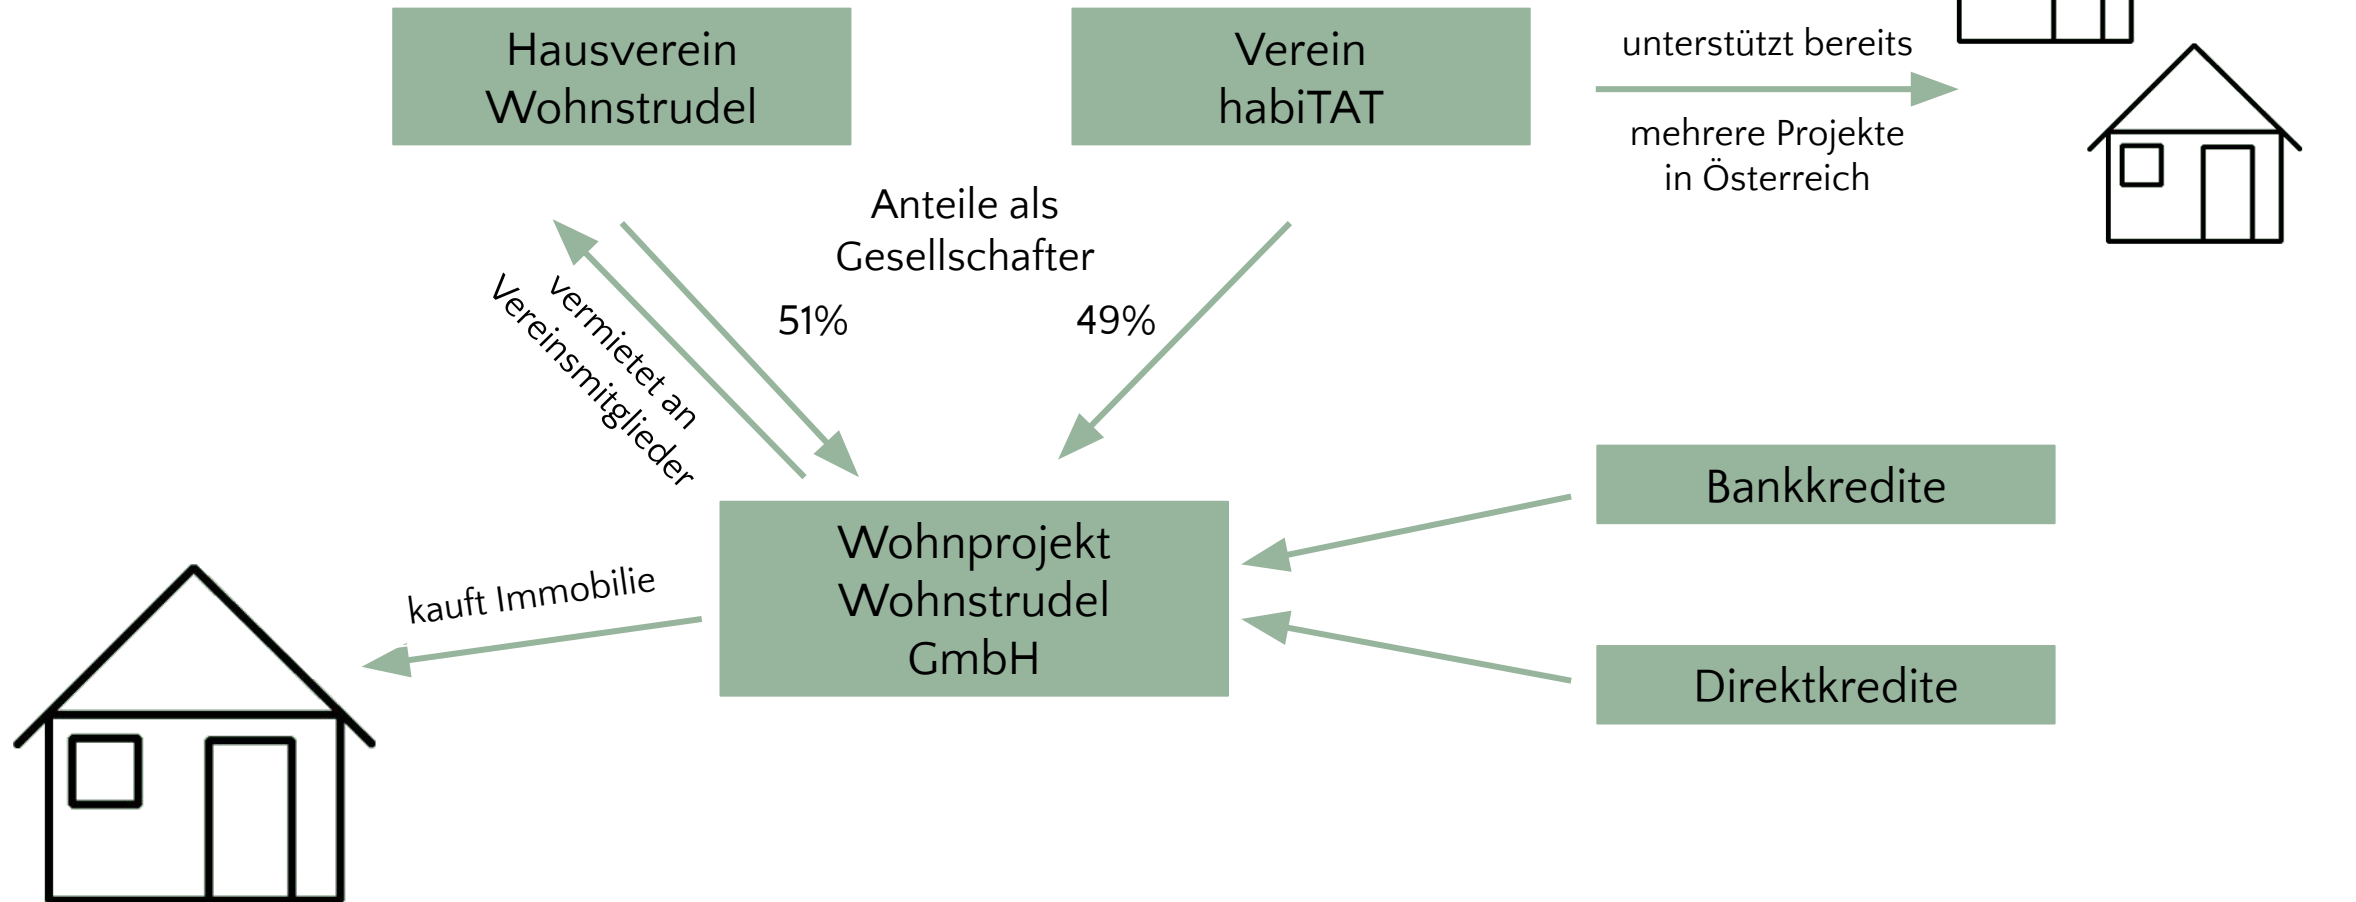 Hausverein
Wohnstrudel
Verein
habiTAT
unterstützt bereits
mehrere Projekte
in Österreich
Anteile als
Gesellschafter
51%
49%
vermietet an
Vereinsmitglieder
Bankkredite
Wohnprojekt
Wohnstrudel
GmbH
kauft Immobilie
Direktkredite